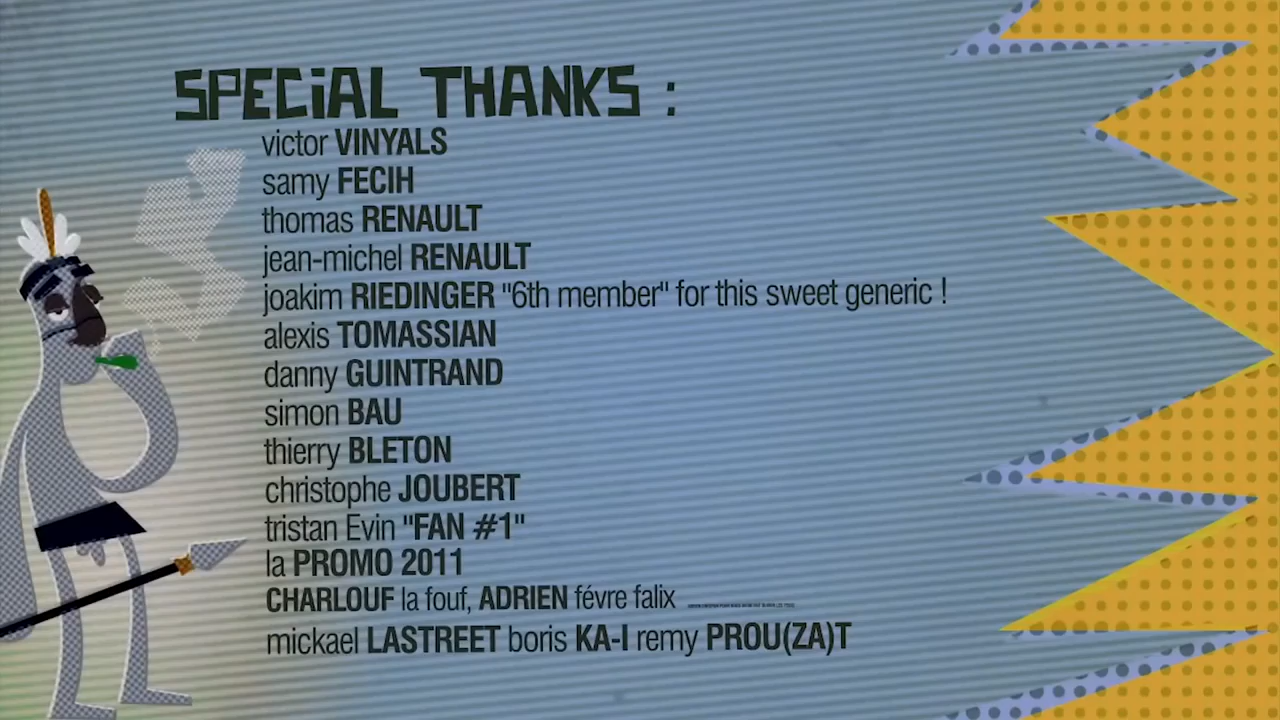 SPECiAL THANKS :
victor VINYALS
samy FECIH
thomas RENAULT
jean-michel RENAULT
joakim RIEDINGER "6th member" for this sweet generic !
alexis TOMASSIAN
danny GUINTRAND
simon BAU
thierry BLETON
christophe JOUBERT
tristan Evin "FAN #1"
la PROMO 2011
CHARLOUF la fouf, ADRIEN févre falix
mickael LASTREET boris KA-I remy PROU(ZA)T